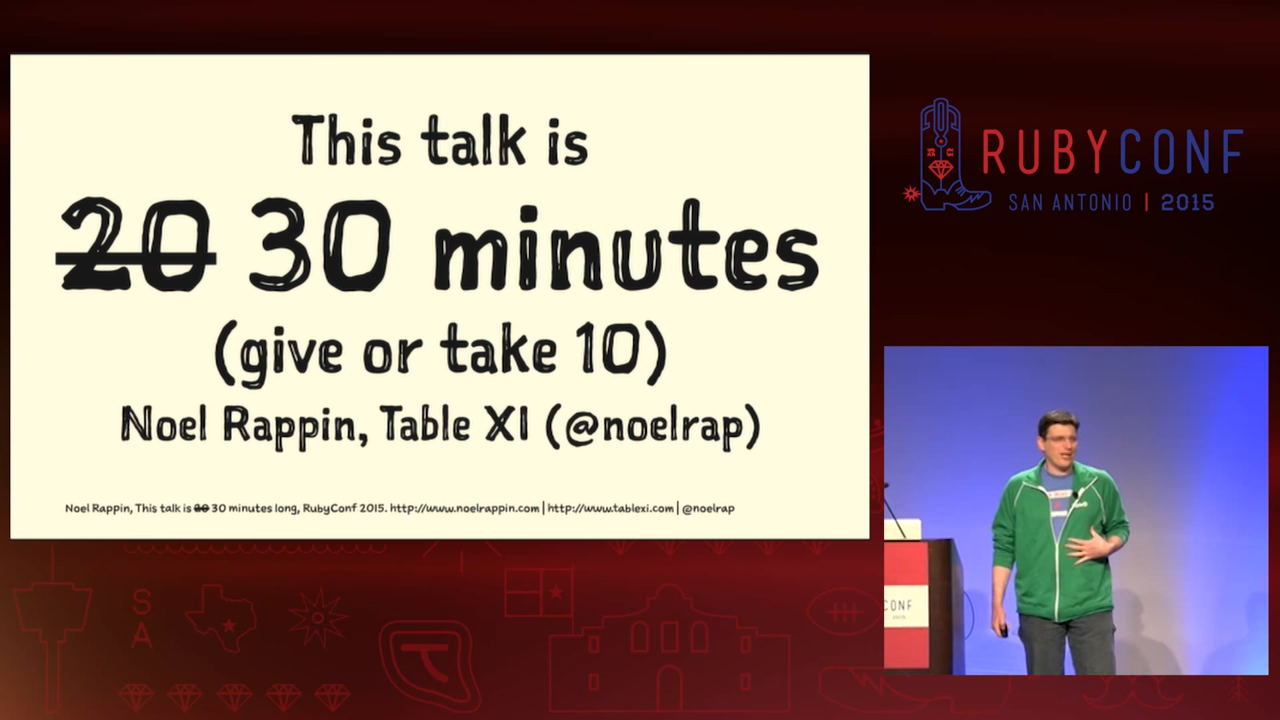 This talk is
20 30 minutes
(give or take 10)
Noel Rappin, Table XI (@noelrap)
Noel Rappin, This talk is 20 30 minutes long, RubyConf 2015. http://www.noelrappin.com | http://www.tablexi.com | @noelrap
RUBYCONF
SAN ANTONIO | 2015
CONF
S
A